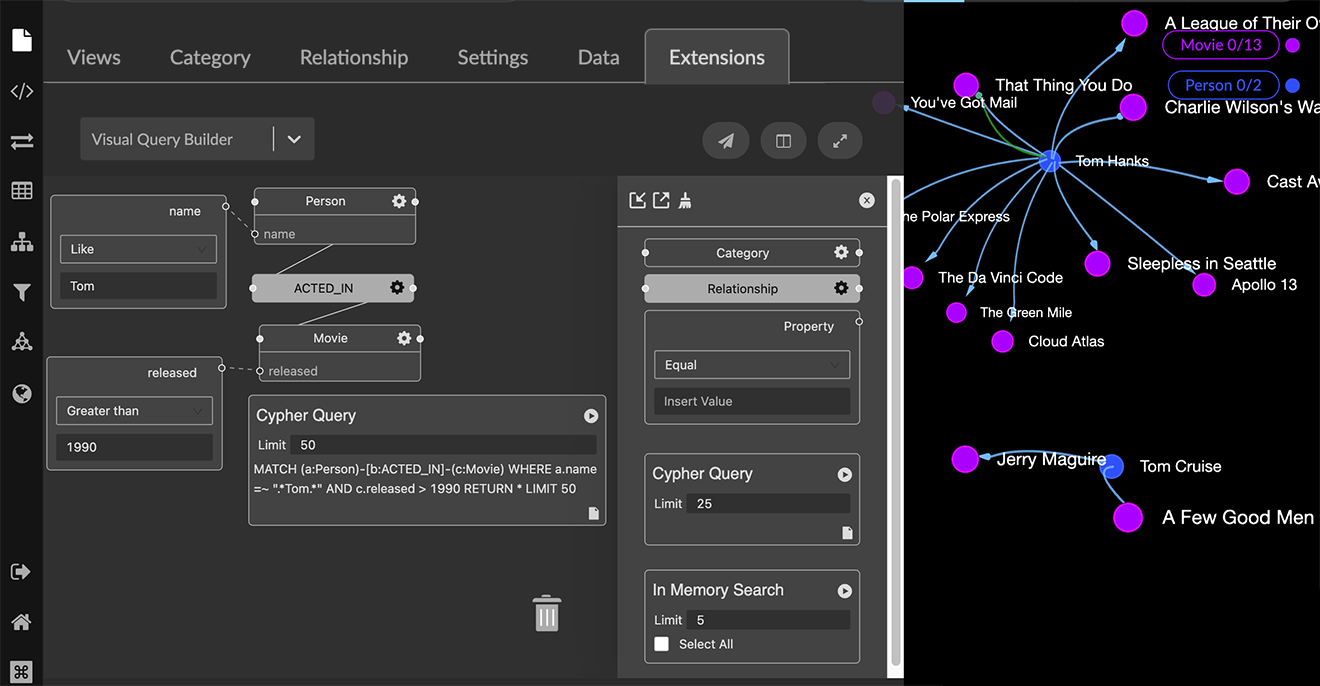 Views
Category
Relationship
Settings
Data
Extensions
Visual Query Builder
name
Like
Tom
Person
name
ACTED_IN
Movie
released
released
Greater than
1990
Cypher Query
Limit 50
MATCH (a:Person)-[b:ACTED_IN]-(c:Movie) WHERE a.name
=~ ".*Tom.*" AND c.released > 1990 RETURN * LIMIT 50
Category
Relationship
Property
Equal
Insert Value
Cypher Query
Limit 25
In Memory Search
Limit 5
Select All
A League of Their O
Movie 0/13
That Thing You Do
Person 0/2
You've Got Mail
Charlie Wilson's Wa
Tom Hanks
Cast Av
he Polar Express
Sleepless in Seattle
The Da Vinci Code
Apollo 13
The Green Mile
Cloud Atlas
Jerry Maguire
Tom Cruise
A Few Good Men